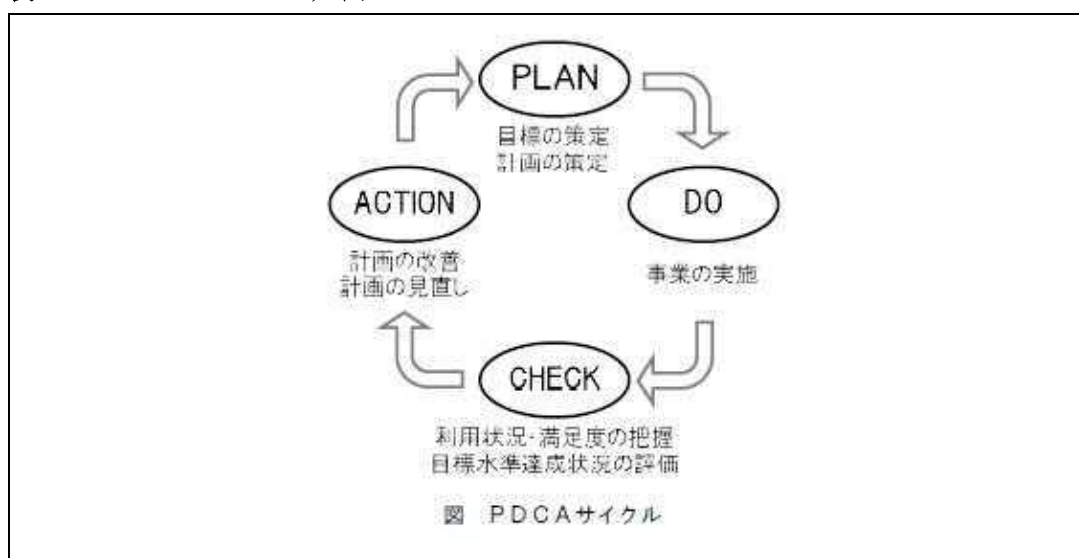 PLAN
目標の策定
計画の策定
DO
事業の実施
CHECK
利用状況・満足度の把握
目標水準達成状況の評価
ACTION
計画の改善
計画の見直し
図 PDCAサイクル